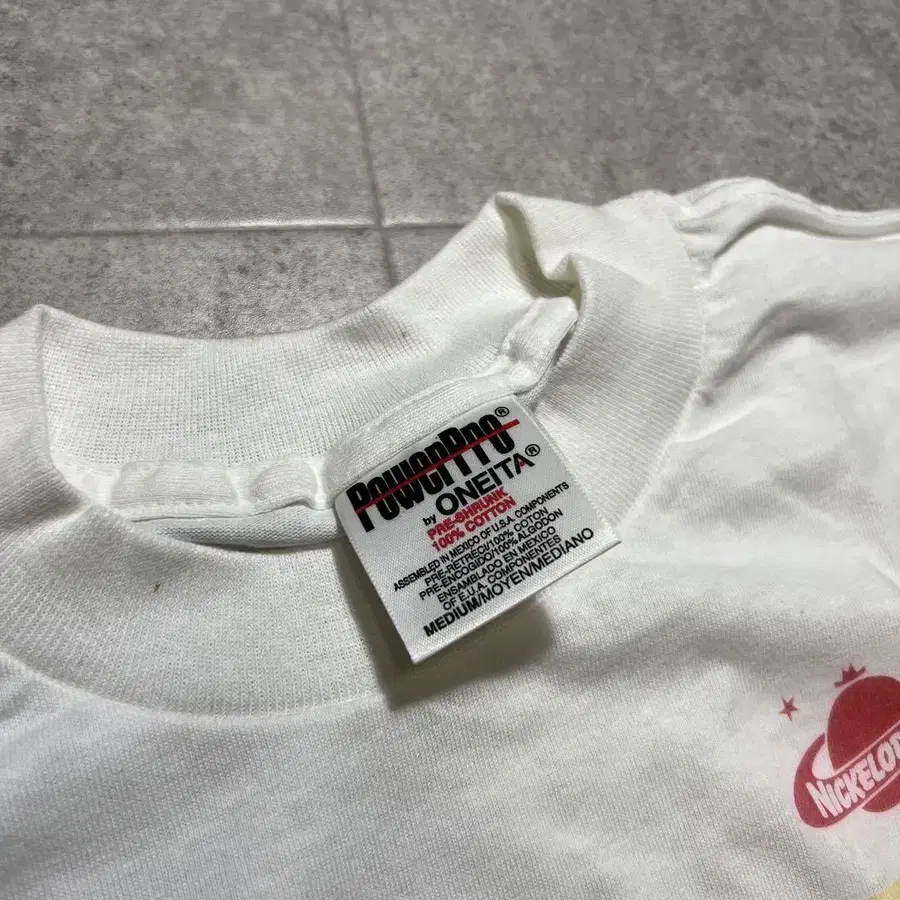 PowerPro®
by ONEITA®
PRE-SHRUNK
100% COTTON
ASSEMBLED IN MEXICO OF U.S.A. COMPONENTS
PRE-RETRECI/100% COTON
PRE-ENCOGIDO/100% ALGODON
ENSAMBLADO EN MEXICO
OF E.U.A. COMPONENTES
MEDIUM/MOYEN/MEDIANO
NICKELOD